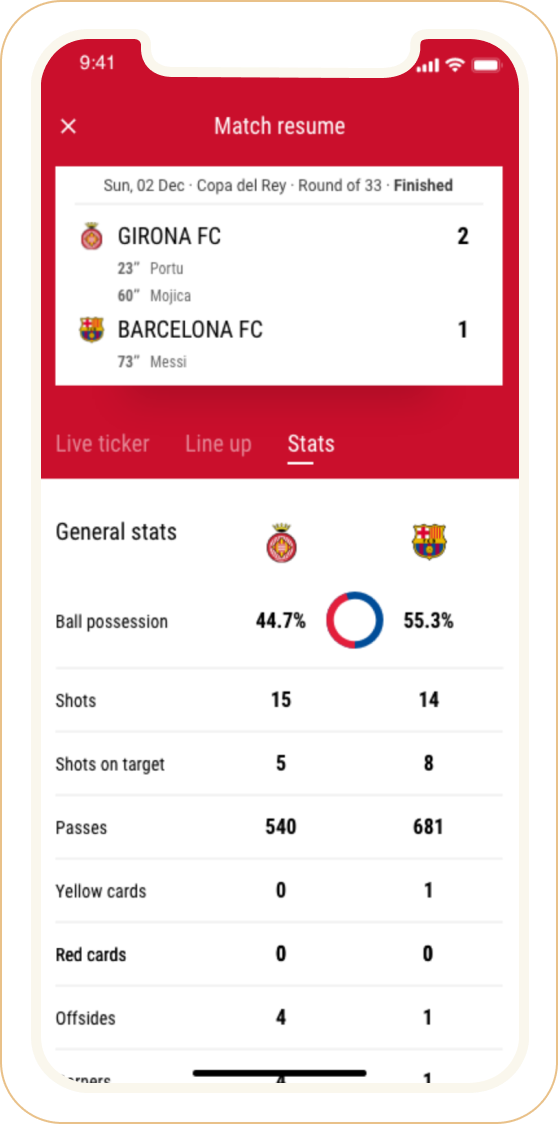 9:41
Match resume
Sun, 02 Dec · Copa del Rey · Round of 33 · Finished
GIRONA FC 2
23” Portu
60” Mojica
BARCELONA FC 1
73” Messi
Live ticker Line up Stats
General stats
Ball possession 44.7% 55.3%
Shots 15 14
Shots on target 5 8
Passes 540 681
Yellow cards 0 1
Red cards 0 0
Offsides 4 1
Corners 4 1